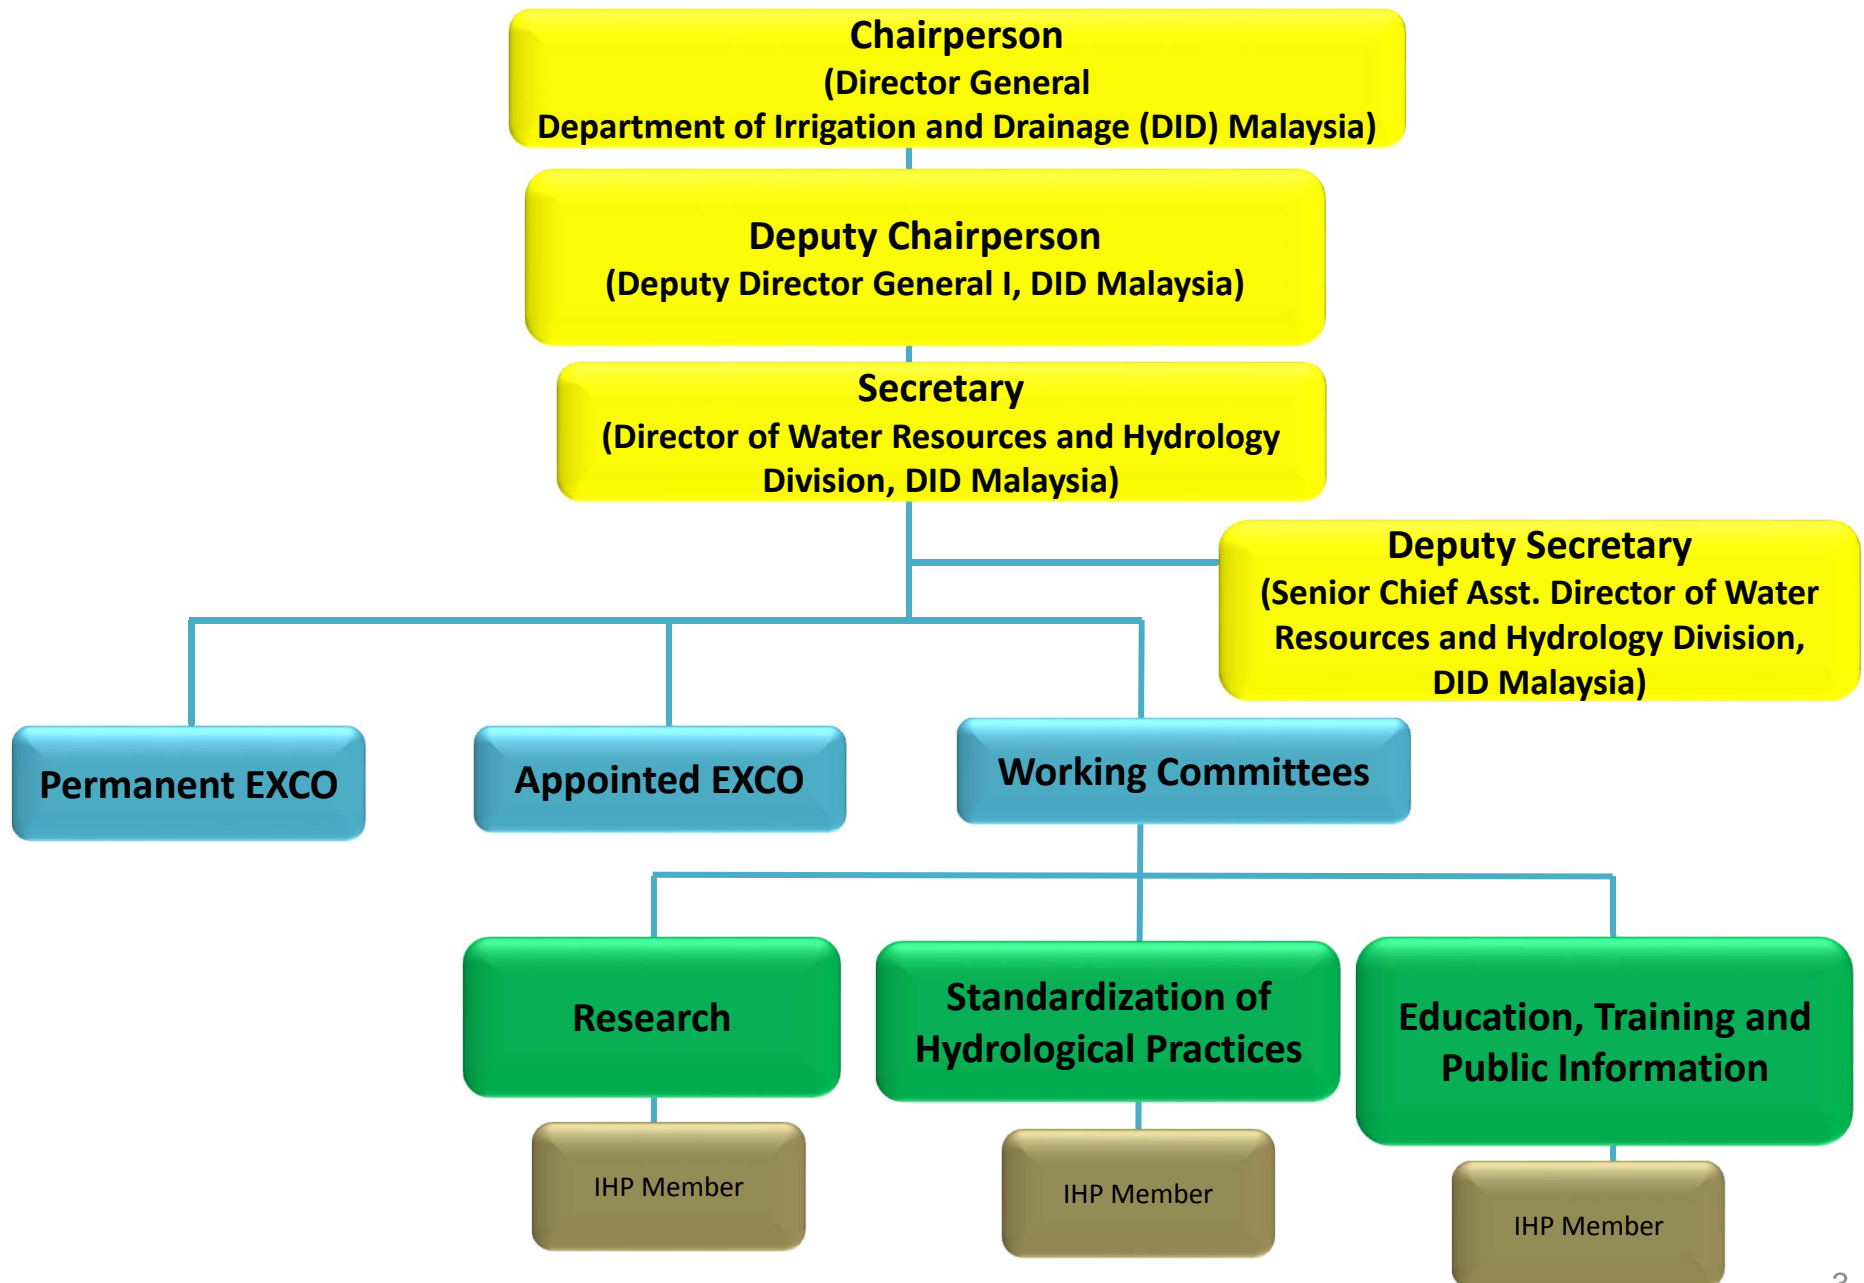 Chairperson
(Director General
Department of Irrigation and Drainage (DID) Malaysia)
Deputy Chairperson
(Deputy Director General I, DID Malaysia)
Secretary
(Director of Water Resources and Hydrology
Division, DID Malaysia)
Deputy Secretary
(Senior Chief Asst. Director of Water
Resources and Hydrology Division,
DID Malaysia)
Permanent EXCO
Appointed EXCO
Working Committees
Research
Standardization of
Hydrological Practices
Education, Training and
Public Information
IHP Member
IHP Member
IHP Member